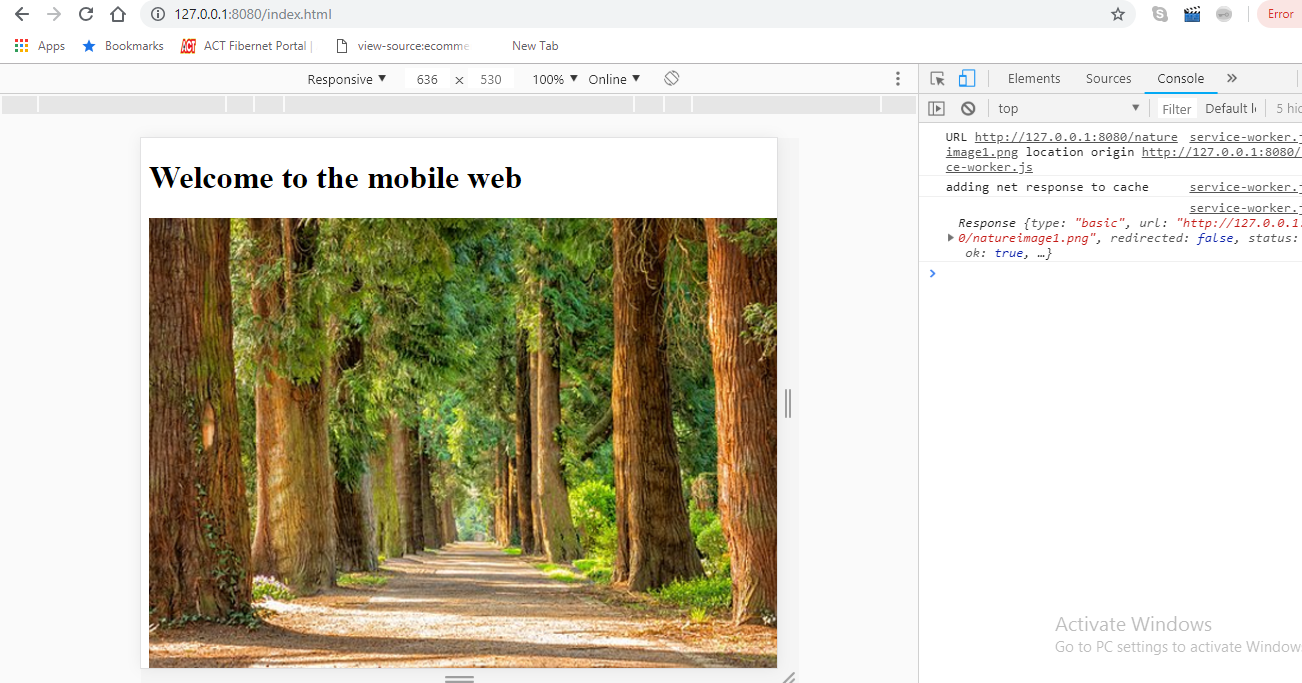 127.0.0.1:8080/index.html
Error
Apps Bookmarks ACT Fibernet Portal view-source:ecomme New Tab
Responsive 636 x 530 100% Online
Elements Sources Console
top Filter Default 5 hid
URL http://127.0.0.1:8080/nature service-worker.j
image1.png location origin http://127.0.0.1:8080/
ce-worker.js
adding net response to cache service-worker.j
service-worker.j
Response {type: "basic", url: "http://127.0.0.1:
0/natureimage1.png", redirected: false, status:
ok: true, …}
Welcome to the mobile web
Activate Windows
Go to PC settings to activate Windows